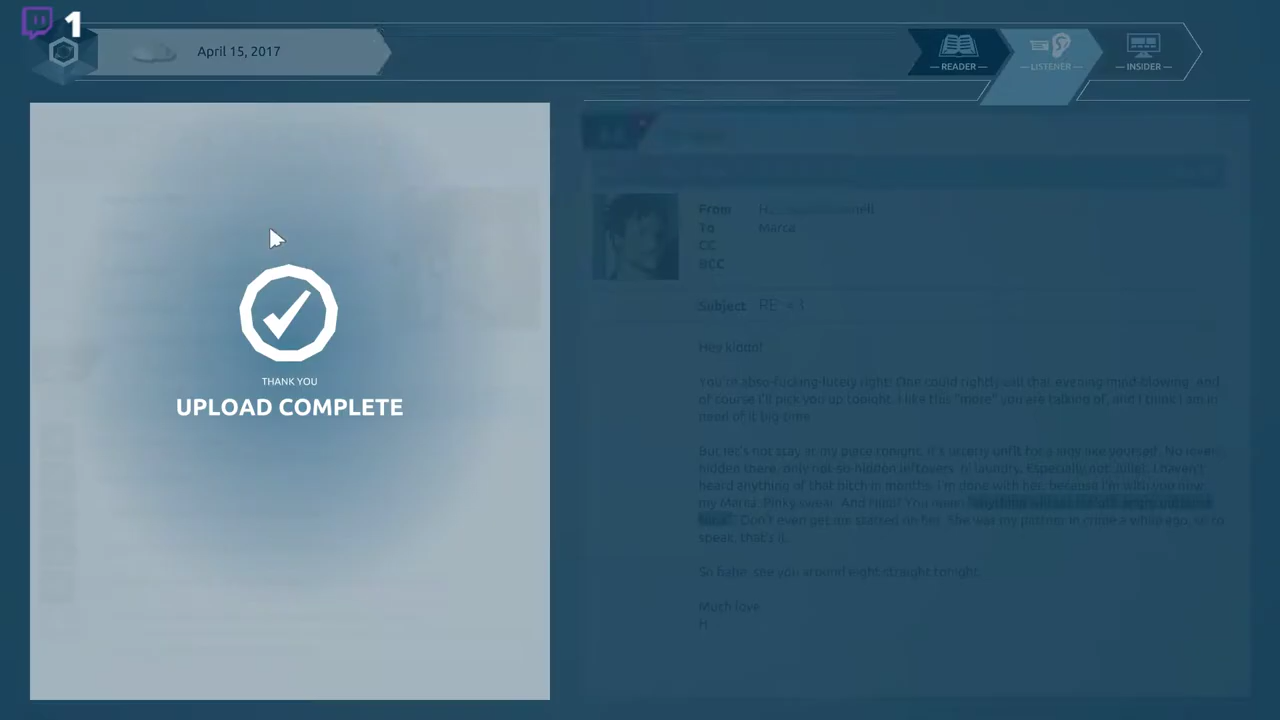 1
April 15, 2017
— READER —
— LISTENER —
— INSIDER —
THANK YOU
UPLOAD COMPLETE
From
To Marca
CC
BCC
Subject RE: <3
Hey kiddo!
You're abso-fucking-lutely right! One could rightly call that evening mind-blowing, and
of course I'll pick you up tonight. I like this "more" you are talking of, and I think I am in
need of it big-time.
But let's not stay at my place tonight. It's utterly unfit for a lady like yourself. No lover
hidden there, only not-so-hidden leftovers, laundry. Especially not Juliet. I haven't
heard anything of that bitch in months. I'm done with her, because I'm with you now,
my Marca. Pinky swear. And You mean "anything
Don't even get me started on her. She was my partner in crime a while ago, so to
speak, that's it.
So babe, see you around eight straight tonight.
Much love
H